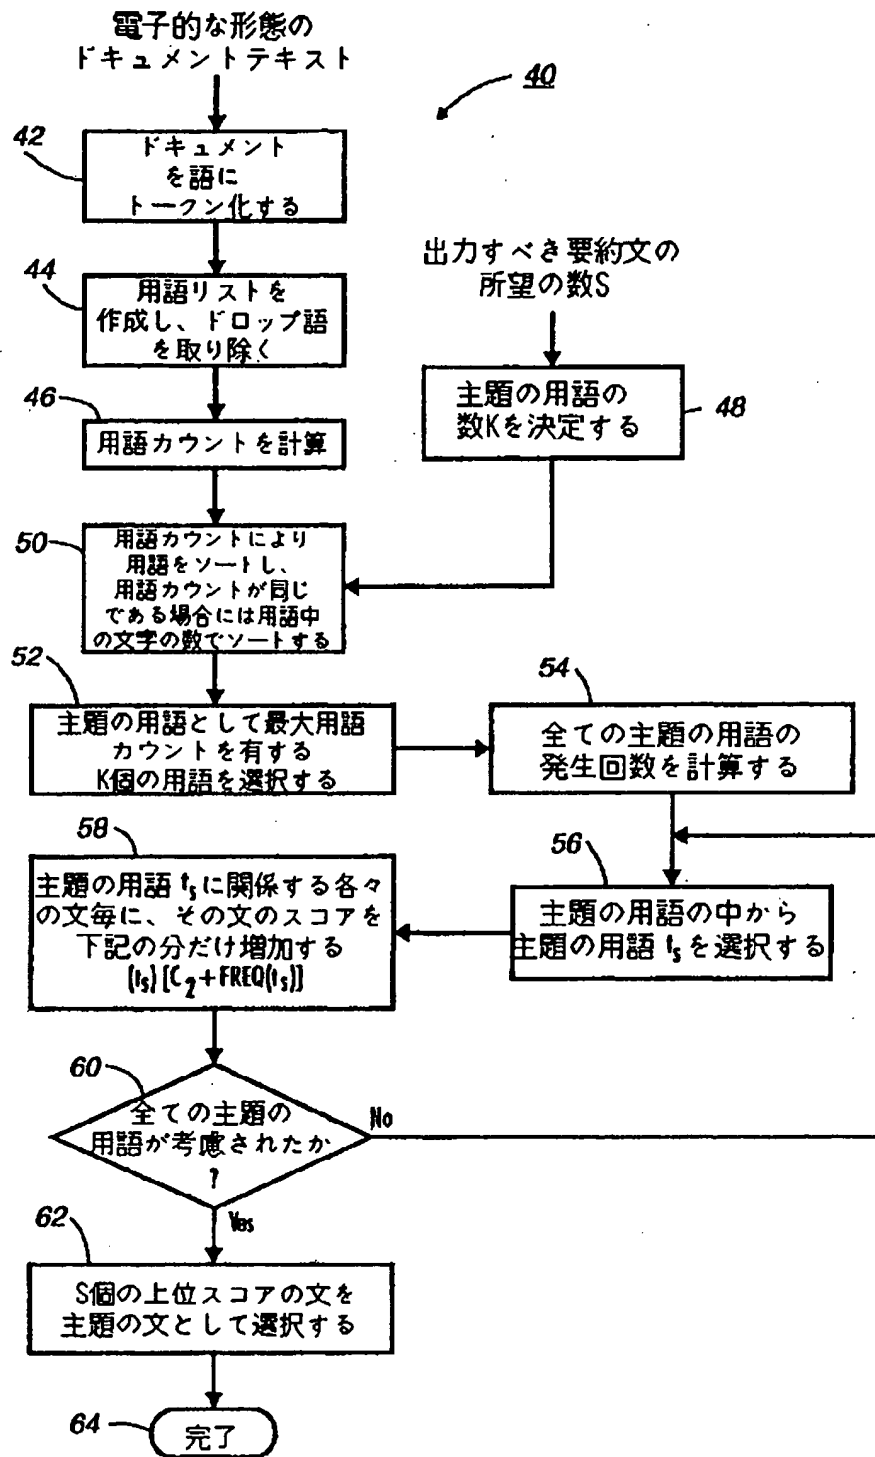 電子的な形態の
ドキュメントテキスト
40
42
ドキュメント
を語に
トークン化する
44
用語リストを
作成し、ドロップ語
を取り除く
出力すべき要約文の
所望の数S
46
用語カウントを計算
主題の用語の
数Kを決定する
48
50
用語カウントにより
用語をソートし、
用語カウントが同じ
である場合には用語中
の文字の数でソートする
52
主題の用語として最大用語
カウントを有する
K個の用語を選択する
54
全ての主題の用語の
発生回数を計算する
56
主題の用語の中から
主題の用語 tsを選択する
58
主題の用語 tsに関係する各々
の文毎に、その文のスコアを
下記の分だけ増加する
(ts)[C2+FREQ(ts)]
60
全ての主題の
用語が考慮されたか
?
No
Yes
62
S個の上位スコアの文を
主題の文として選択する
64
完了